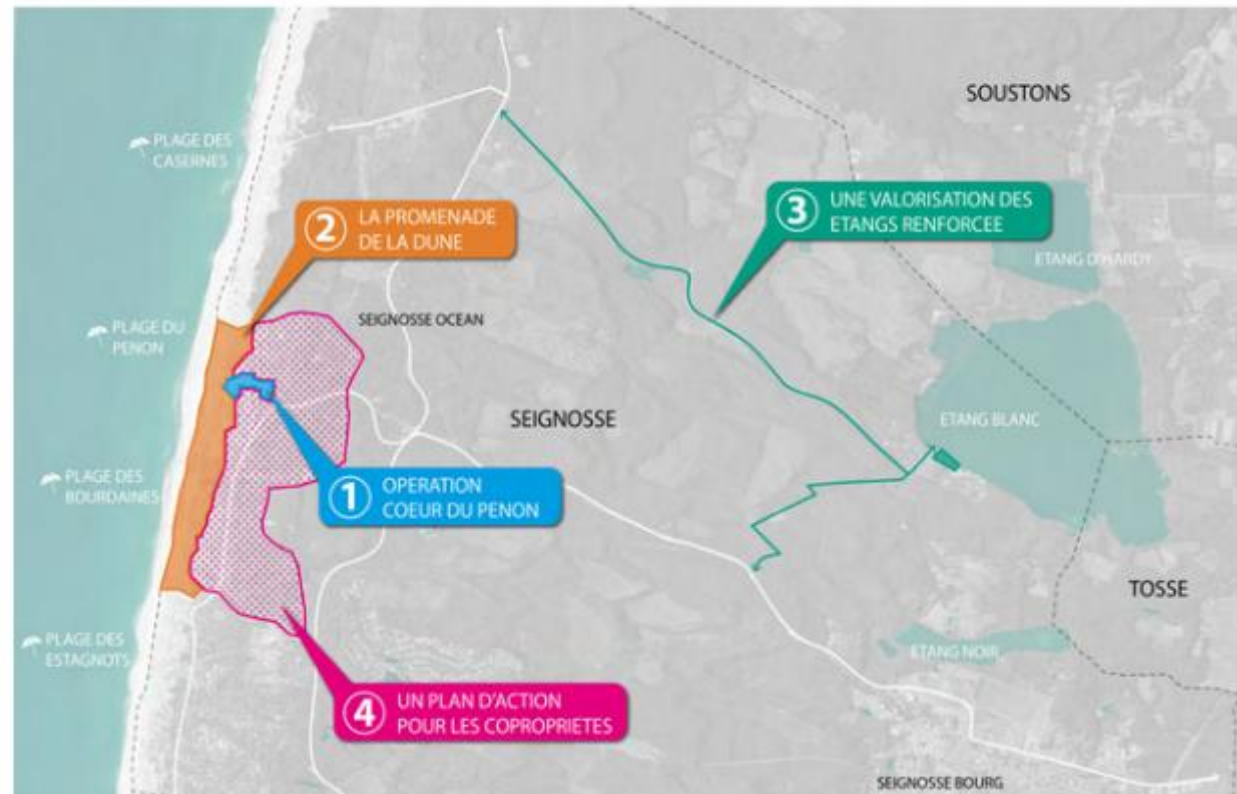 SOUSTONS
PLAGE DES
CASERNES
② LA PROMENADE
DE LA DUNE
③ UNE VALORISATION DES
ETANGS RENFORCEE
ETANG D'HARDY
PLAGE DU
PENON
SEIGNOSSE OCEAN
SEIGNOSSE
ETANG BLANC
PLAGE DES
BOURDAINES
① OPERATION
COEUR DU PENON
TOSSE
PLAGE DES
ESTAGNOTS
ETANG NOIR
④ UN PLAN D'ACTION
POUR LES COPROPRIETES
SEIGNOSSE BOURG